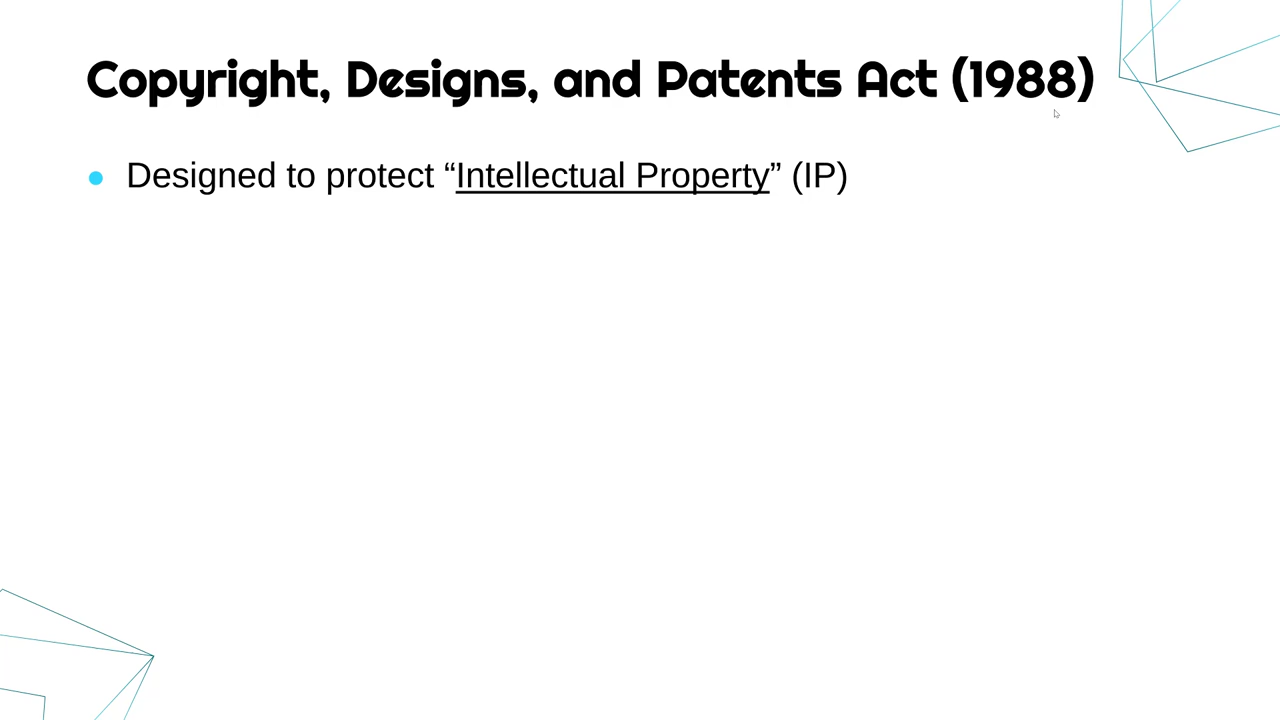 Copyright, Designs, and Patents Act (1988)
Designed to protect “Intellectual Property” (IP)